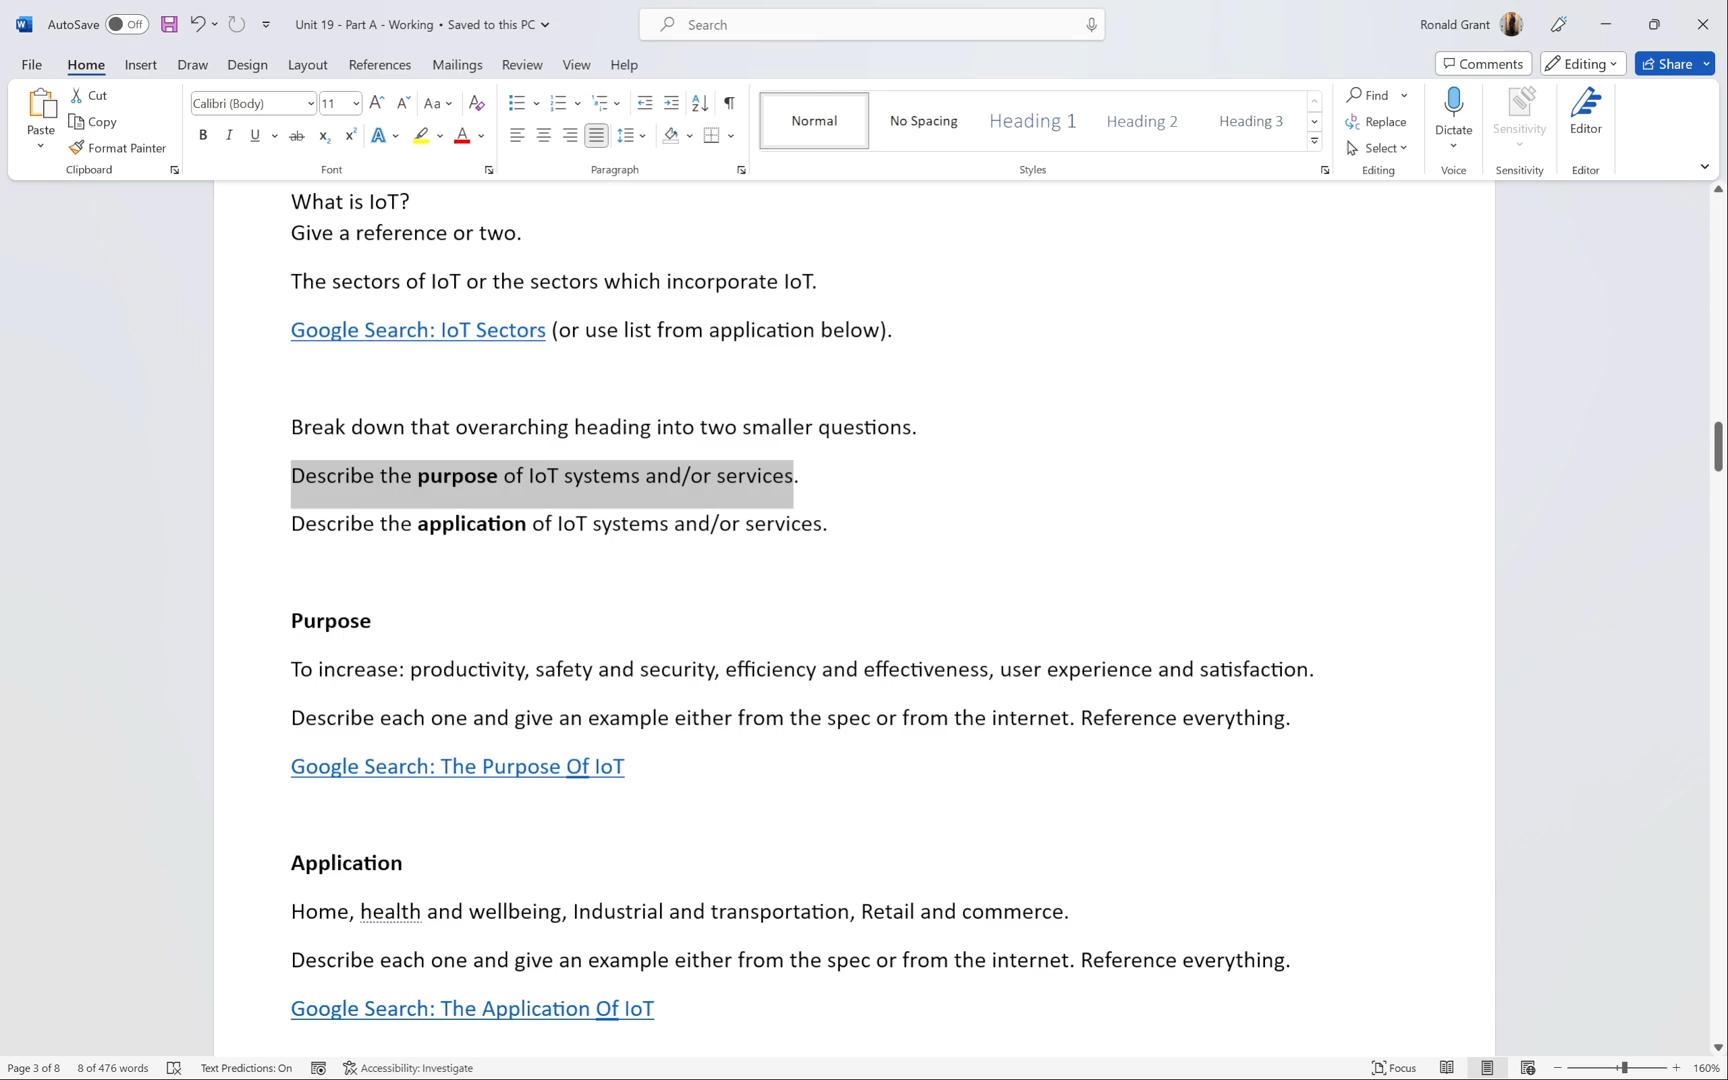 AutoSave Off Unit 19 - Part A - Working • Saved to this PC Search Ronald Grant
File Home Insert Draw Design Layout References Mailings Review View Help Comments Editing Share
Paste Cut Copy Format Painter Clipboard
Calibri (Body) 11 Aa B I U ab x₂ x² A A Font
Paragraph
Normal No Spacing Heading 1 Heading 2 Heading 3 Styles
Find Replace Select Editing
Dictate Voice
Sensitivity Sensitivity
Editor Editor
What is IoT?
Give a reference or two.
The sectors of IoT or the sectors which incorporate IoT.
Google Search: IoT Sectors (or use list from application below).
Break down that overarching heading into two smaller questions.
Describe the purpose of IoT systems and/or services.
Describe the application of IoT systems and/or services.
Purpose
To increase: productivity, safety and security, efficiency and effectiveness, user experience and satisfaction.
Describe each one and give an example either from the spec or from the internet. Reference everything.
Google Search: The Purpose Of IoT
Application
Home, health and wellbeing, Industrial and transportation, Retail and commerce.
Describe each one and give an example either from the spec or from the internet. Reference everything.
Google Search: The Application Of IoT
Page 3 of 8 8 of 476 words Text Predictions: On Accessibility: Investigate Focus 160%